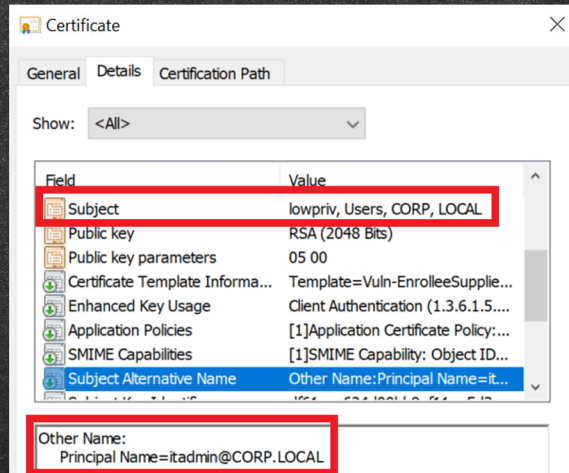 Certificate
General Details Certification Path
Show: <All>
Field Value
Subject lowpriv, Users, CORP, LOCAL
Public key RSA (2048 Bits)
Public key parameters 05 00
Certificate Template Informa... Template=Vuln-EnrolleeSupplie...
Enhanced Key Usage Client Authentication (1.3.6.1.5....
Application Policies [1]Application Certificate Policy:...
SMIME Capabilities [1]SMIME Capability: Object ID...
Subject Alternative Name Other Name:Principal Name=it...
Other Name:
Principal Name=itadmin@CORP.LOCAL